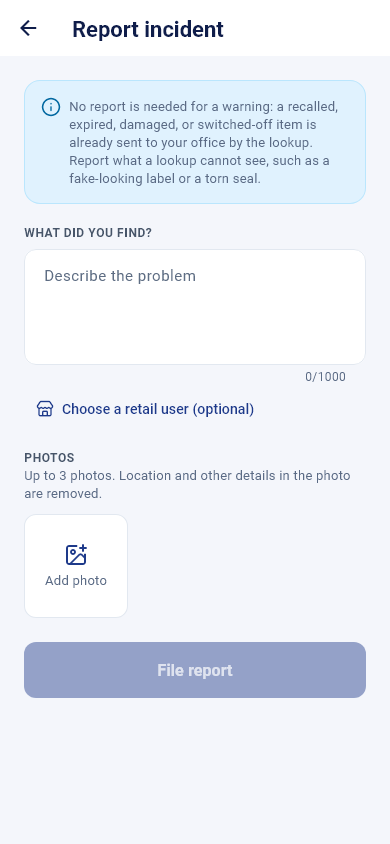 Report incident
No report is needed for a warning: a recalled,
expired, damaged, or switched-off item is
already sent to your office by the lookup.
Report what a lookup cannot see, such as a
fake-looking label or a torn seal.
WHAT DID YOU FIND?
Describe the problem
0/1000
Choose a retail user (optional)
PHOTOS
Up to 3 photos. Location and other details in the photo
are removed.
Add photo
File report